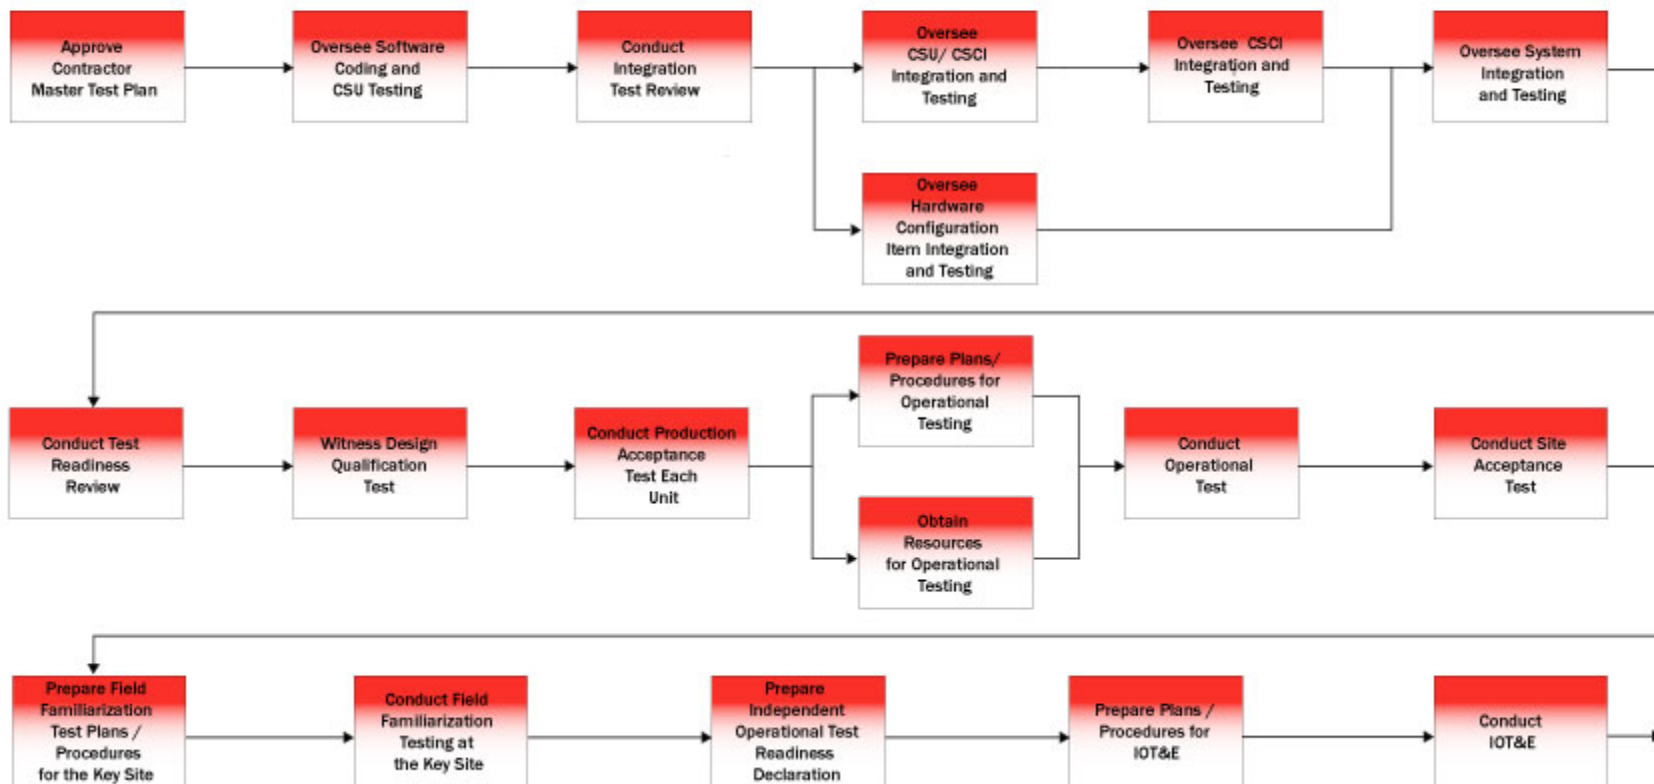 Approve
Contractor
Master Test Plan
Oversee Software
Coding and
CSU Testing
Conduct
Integration
Test Review
Oversee
CSU/ CSCI
Integration and
Testing
Oversee CSCI
Integration and
Testing
Oversee System
Integration
and Testing
Oversee
Hardware
Configuration
Item Integration
and Testing
Conduct Test
Readiness
Review
Witness Design
Qualification
Test
Conduct Production
Acceptance
Test Each
Unit
Prepare Plans/
Procedures for
Operational
Testing
Obtain
Resources
for Operational
Testing
Conduct
Operational
Test
Conduct Site
Acceptance
Test
Prepare Field
Familiarization
Test Plans /
Procedures
for the Key Site
Conduct Field
Familiarization
Testing at
the Key Site
Prepare
Independent
Operational Test
Readiness
Declaration
Prepare Plans /
Procedures for
IOT&E
Conduct
IOT&E